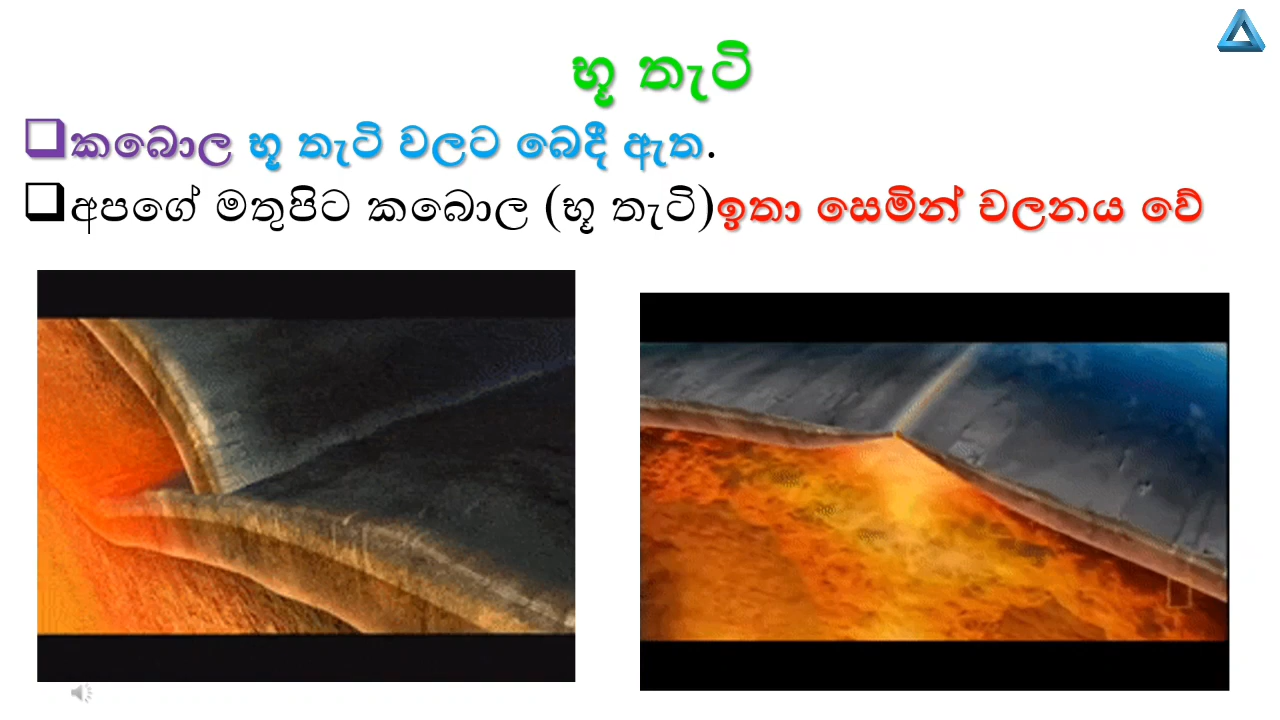 භූ තැටි
කබොල භූ තැටි වලට බෙදී ඇත.
අපගේ මතුපිට කබොල (භූ තැටි)ඉතා සෙමින් චලනය වේ